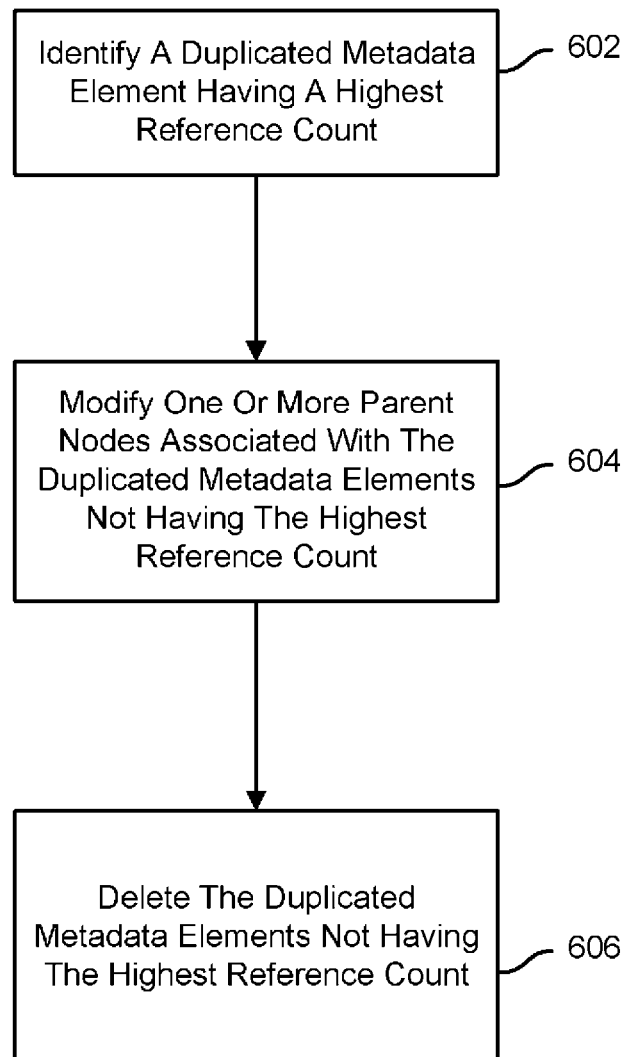 Identify A Duplicated Metadata
Element Having A Highest
Reference Count
602
Modify One Or More Parent
Nodes Associated With The
Duplicated Metadata Elements
Not Having The Highest
Reference Count
604
Delete The Duplicated
Metadata Elements Not Having
The Highest Reference Count
606